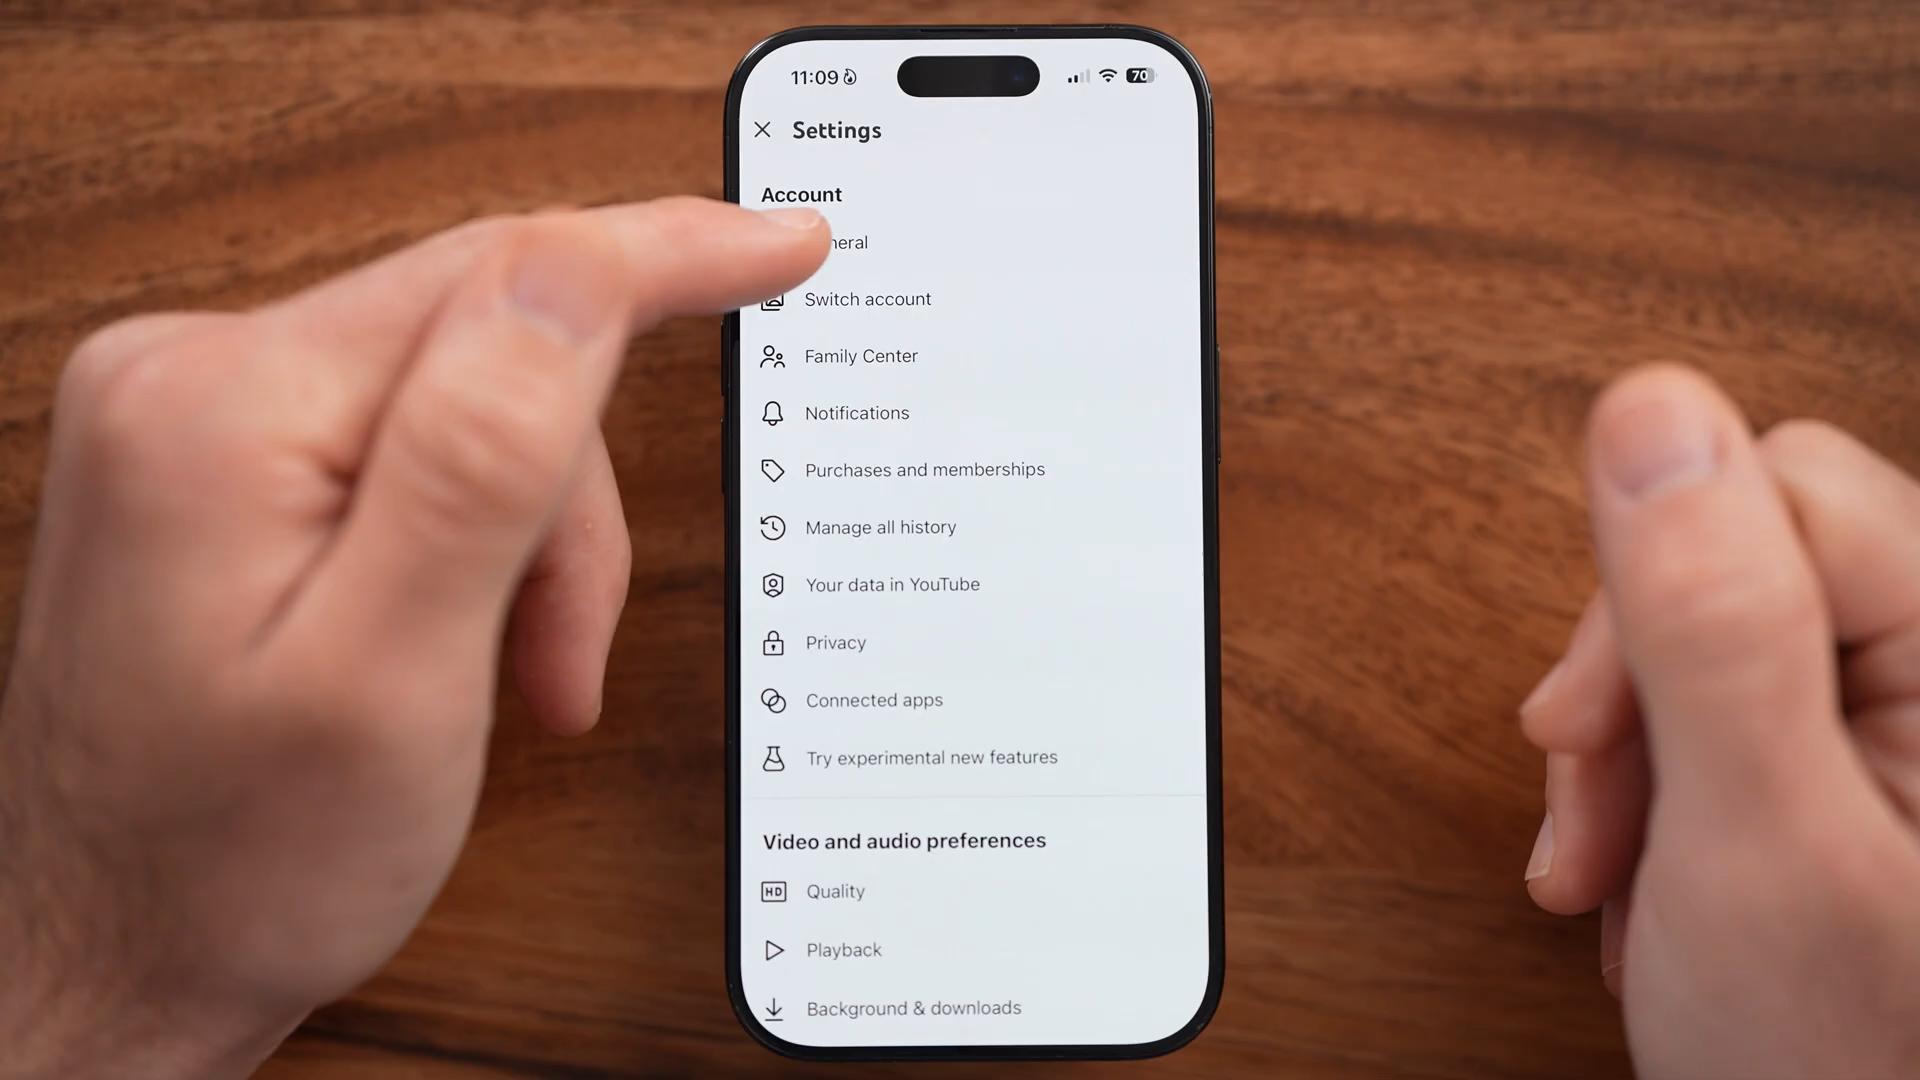 11:09
70
Settings
Account
neral
Switch account
Family Center
Notifications
Purchases and memberships
Manage all history
Your data in YouTube
Privacy
Connected apps
Try experimental new features
Video and audio preferences
HD
Quality
Playback
Background & downloads